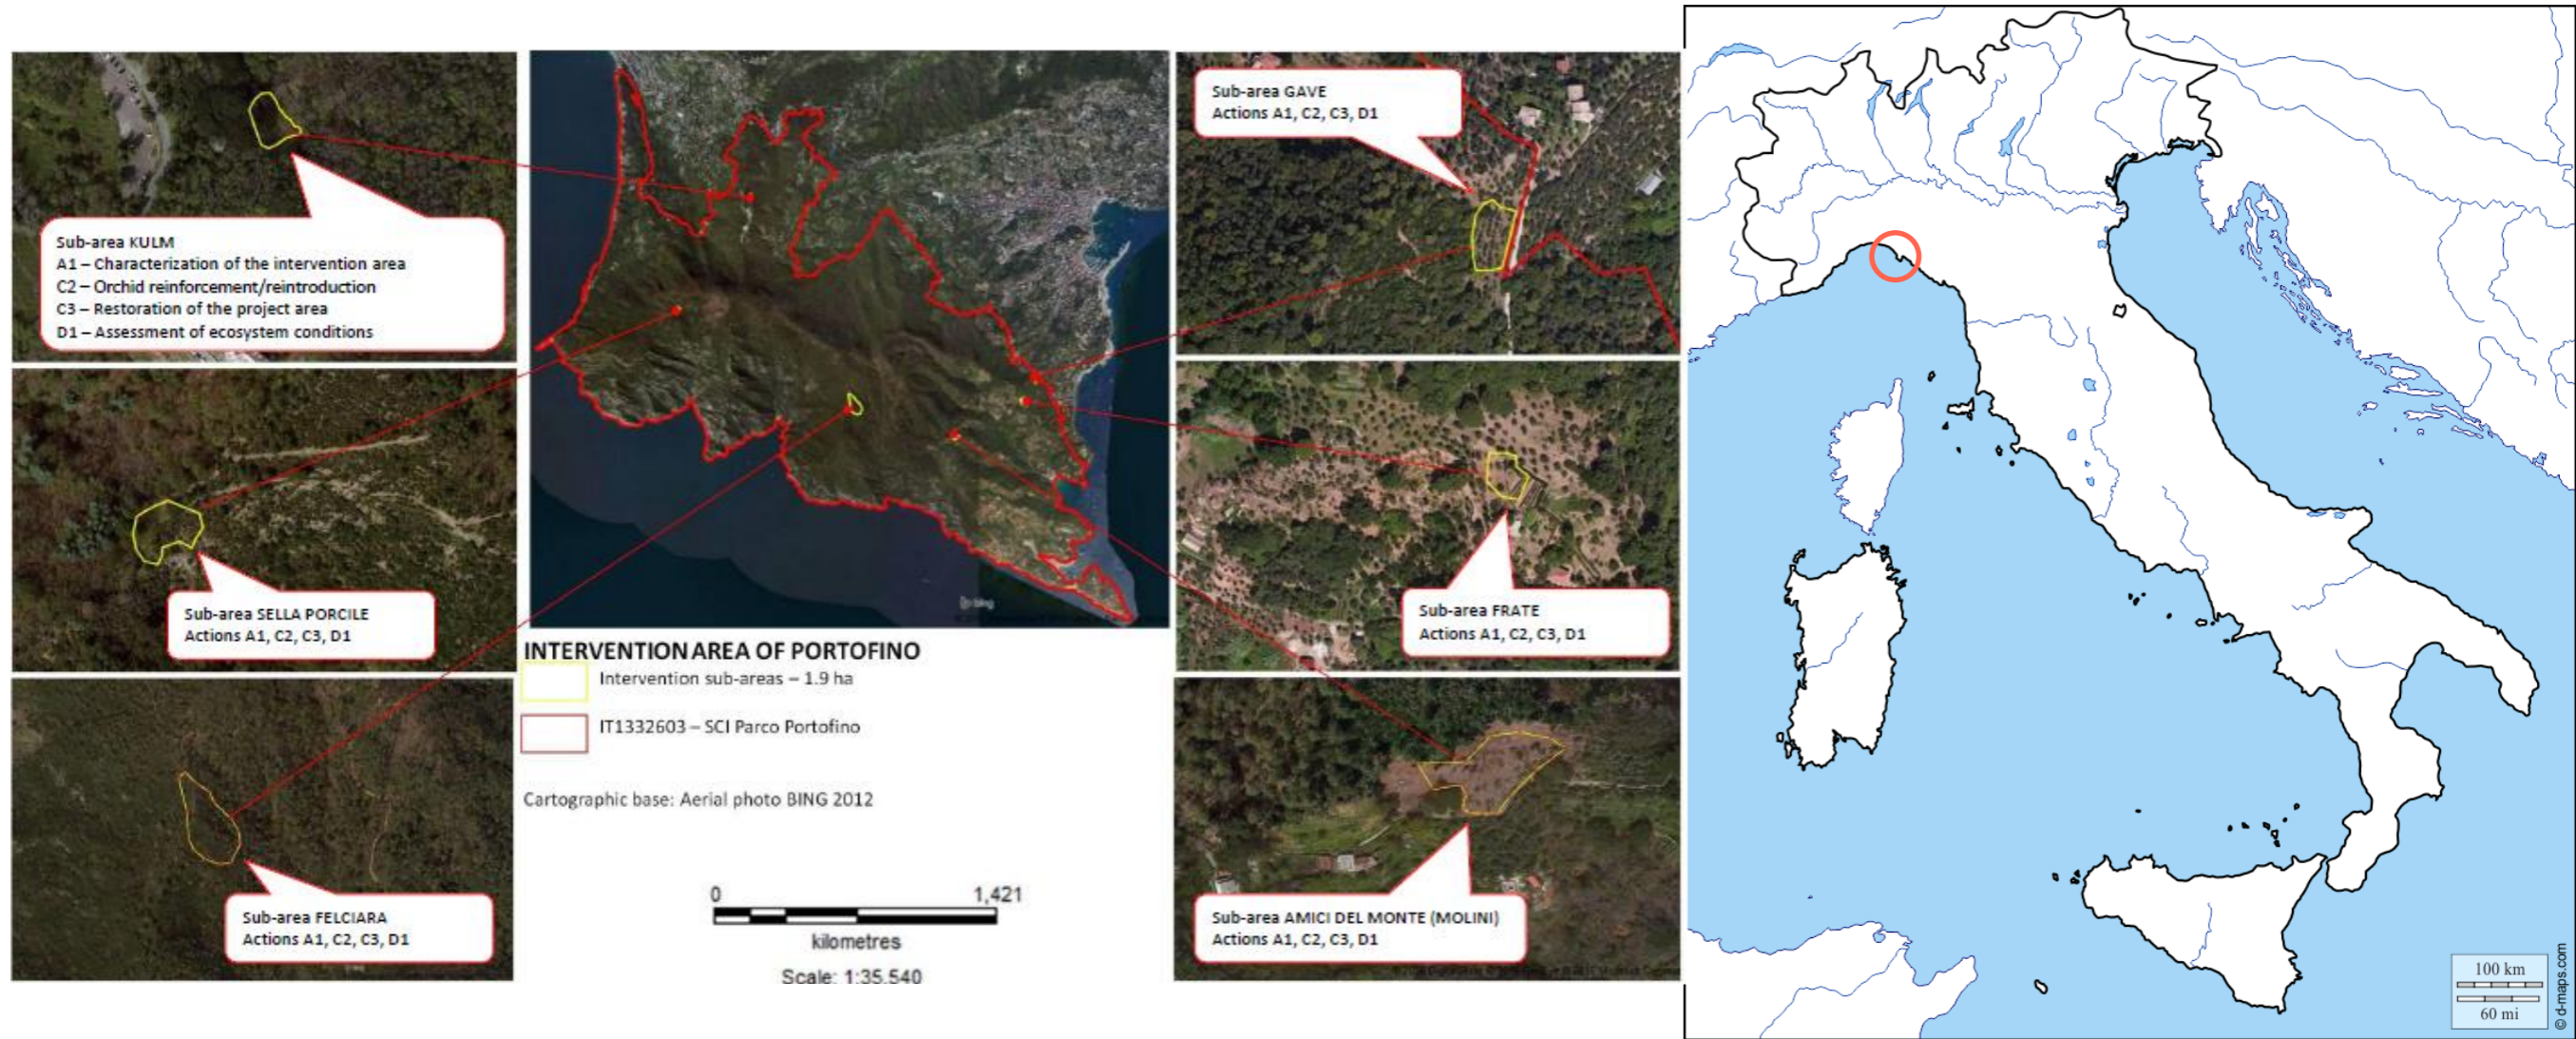 Sub-area KULM
A1 – Characterization of the intervention area
C2 – Orchid reinforcement/reintroduction
C3 – Restoration of the project area
D1 – Assessment of ecosystem conditions
Sub-area SELLA PORCILE
Actions A1, C2, C3, D1
Sub-area FELCIARA
Actions A1, C2, C3, D1
bing
INTERVENTION AREA OF PORTOFINO
Intervention sub-areas – 1.9 ha
IT1332603 – SCI Parco Portofino
Cartographic base: Aerial photo BING 2012
0 1,421
kilometres
Scale: 1:35.540
Sub-area GAVE
Actions A1, C2, C3, D1
Sub-area FRATE
Actions A1, C2, C3, D1
Sub-area AMICI DEL MONTE (MOLINI)
Actions A1, C2, C3, D1
100 km
60 mi
© d-maps.com